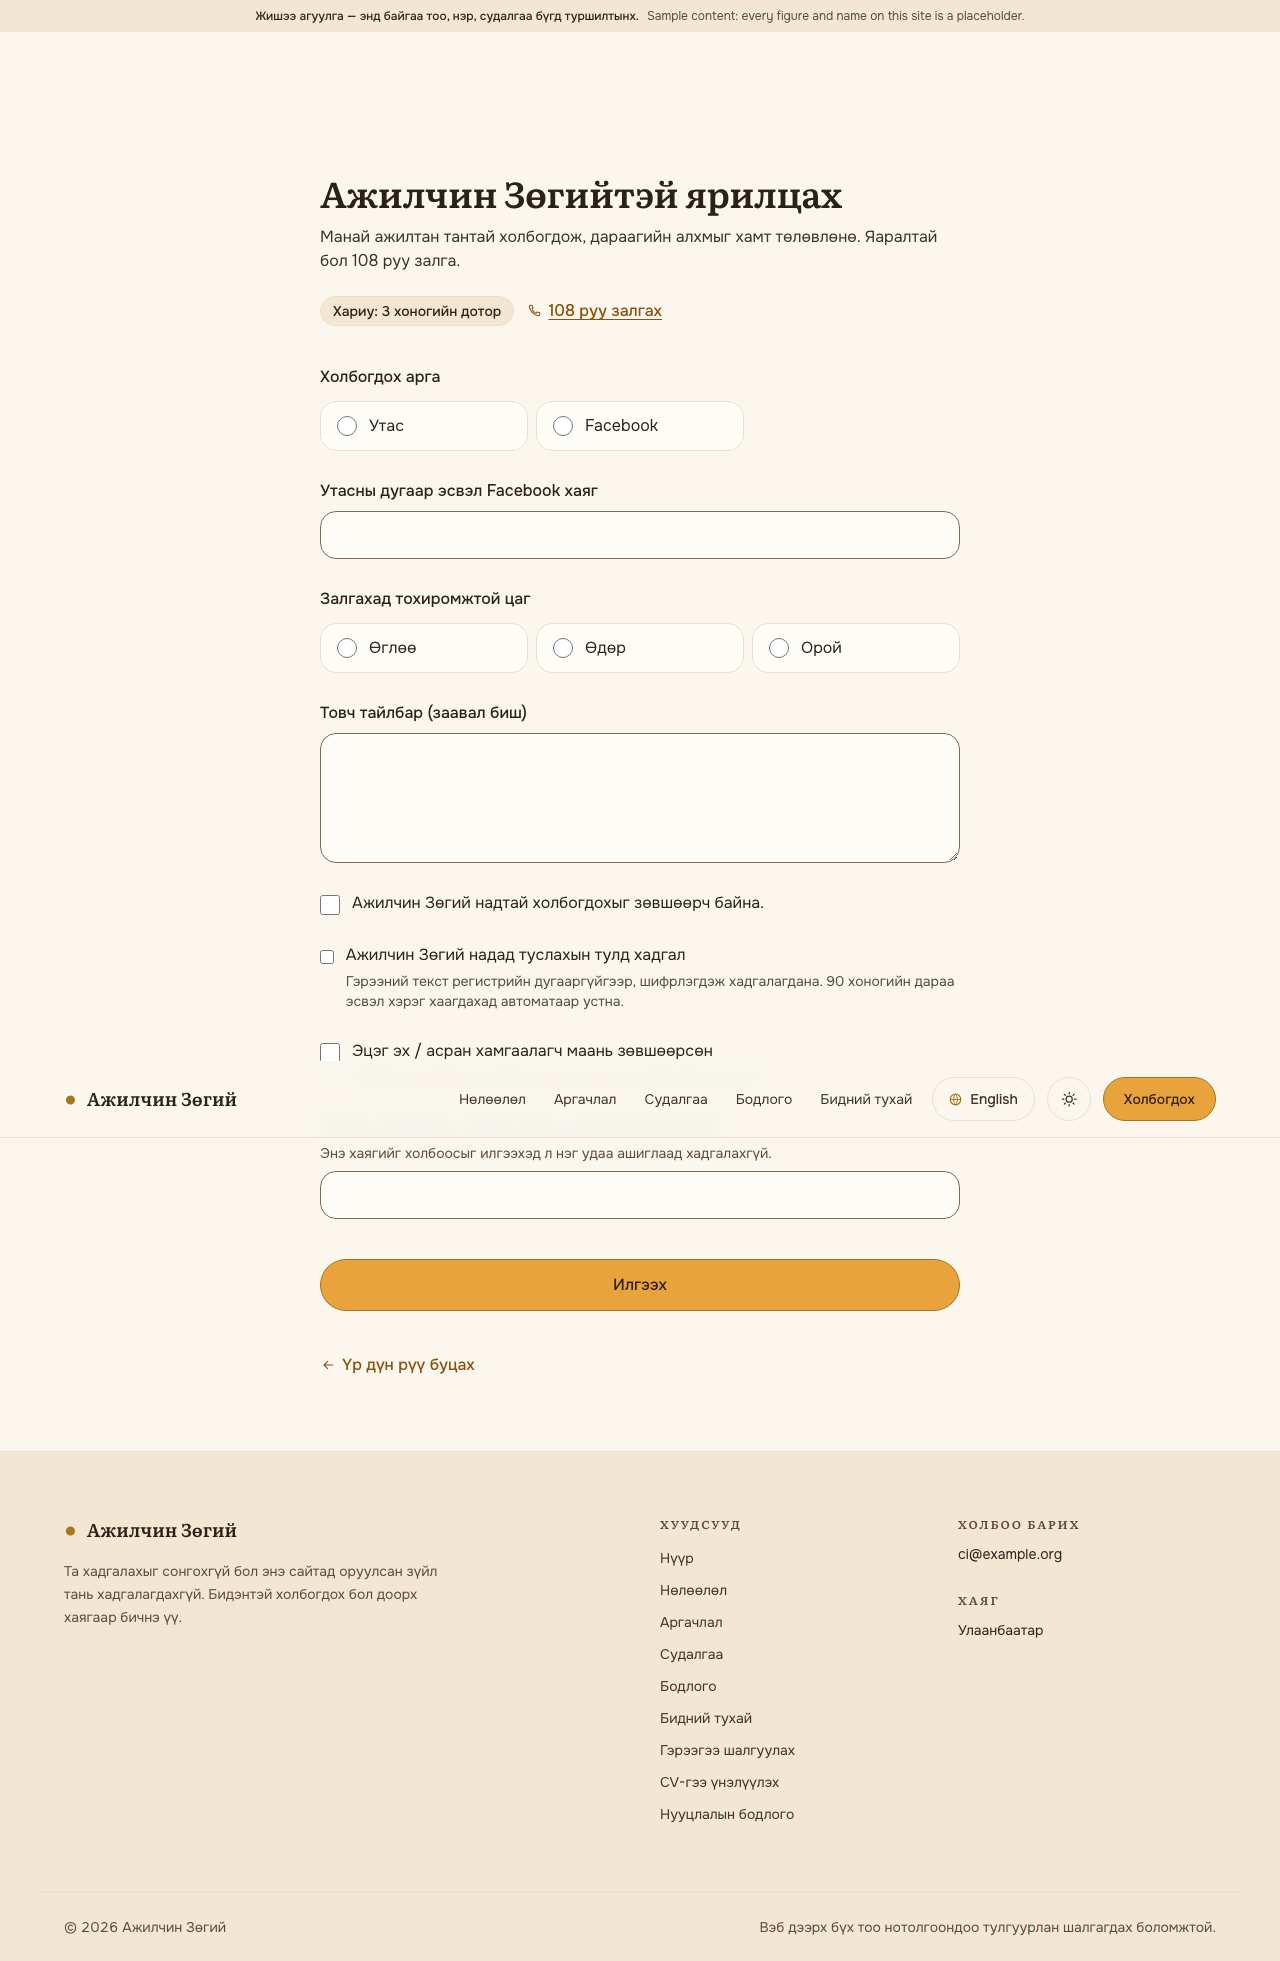 Жишээ агуулга — энд байгаа тоо, нэр, судалгаа бүгд туршилтынх. Sample content: every figure and name on this site is a placeholder.
Ажилчин Зөгийтэй ярилцах
Манай ажилтан тантай холбогдож, дараагийн алхмыг хамт төлөвлөнө. Яаралтай
бол 108 руу залга.
Хариу: 3 хоногийн дотор
108 руу залгах
Холбогдох арга
Утас
Facebook
Утасны дугаар эсвэл Facebook хаяг
Залгахад тохиромжтой цаг
Өглөө
Өдөр
Орой
Товч тайлбар (заавал биш)
Ажилчин Зөгий надтай холбогдохыг зөвшөөрч байна.
Ажилчин Зөгий надад туслахын тулд хадгал
Гэрээний текст регистрийн дугааргүйгээр, шифрлэгдэж хадгалагдана. 90 хоногийн дараа
эсвэл хэрэг хаагдахад автоматаар устна.
Эцэг эх / асран хамгаалагч маань зөвшөөрсөн
Ажилчин Зөгий
Нөлөөлөл
Аргачлал
Судалгаа
Бодлого
Бидний тухай
English
Холбогдох
Энэ хаягийг холбоосыг илгээхэд л нэг удаа ашиглаад хадгалахгүй.
Илгээх
← Үр дүн рүү буцах
Ажилчин Зөгий
Та хадгалахыг сонгохгүй бол энэ сайтад оруулсан зүйл
тань хадгалагдахгүй. Бидэнтэй холбогдох бол доорх
хаягаар бичнэ үү.
ХУУДСУУД
Нүүр
Нөлөөлөл
Аргачлал
Судалгаа
Бодлого
Бидний тухай
Гэрээгээ шалгуулах
CV-гээ үнэлүүлэх
Нууцлалын бодлого
ХОЛБОО БАРИХ
ci@example.org
ХАЯГ
Улаанбаатар
© 2026 Ажилчин Зөгий
Вэб дээрх бүх тоо нотолгоондоо тулгуурлан шалгагдах боломжтой.